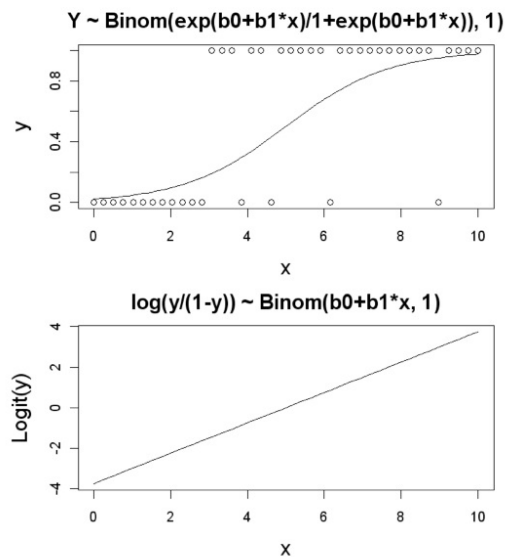 Y ~ Binom(exp(b0+b1*x)/1+exp(b0+b1*x)), 1)
y
0.0 0.4 0.8
0 2 4 6 8 10
x
log(y/(1-y)) ~ Binom(b0+b1*x, 1)
Logit(y)
-4 -2 0 2 4
0 2 4 6 8 10
x